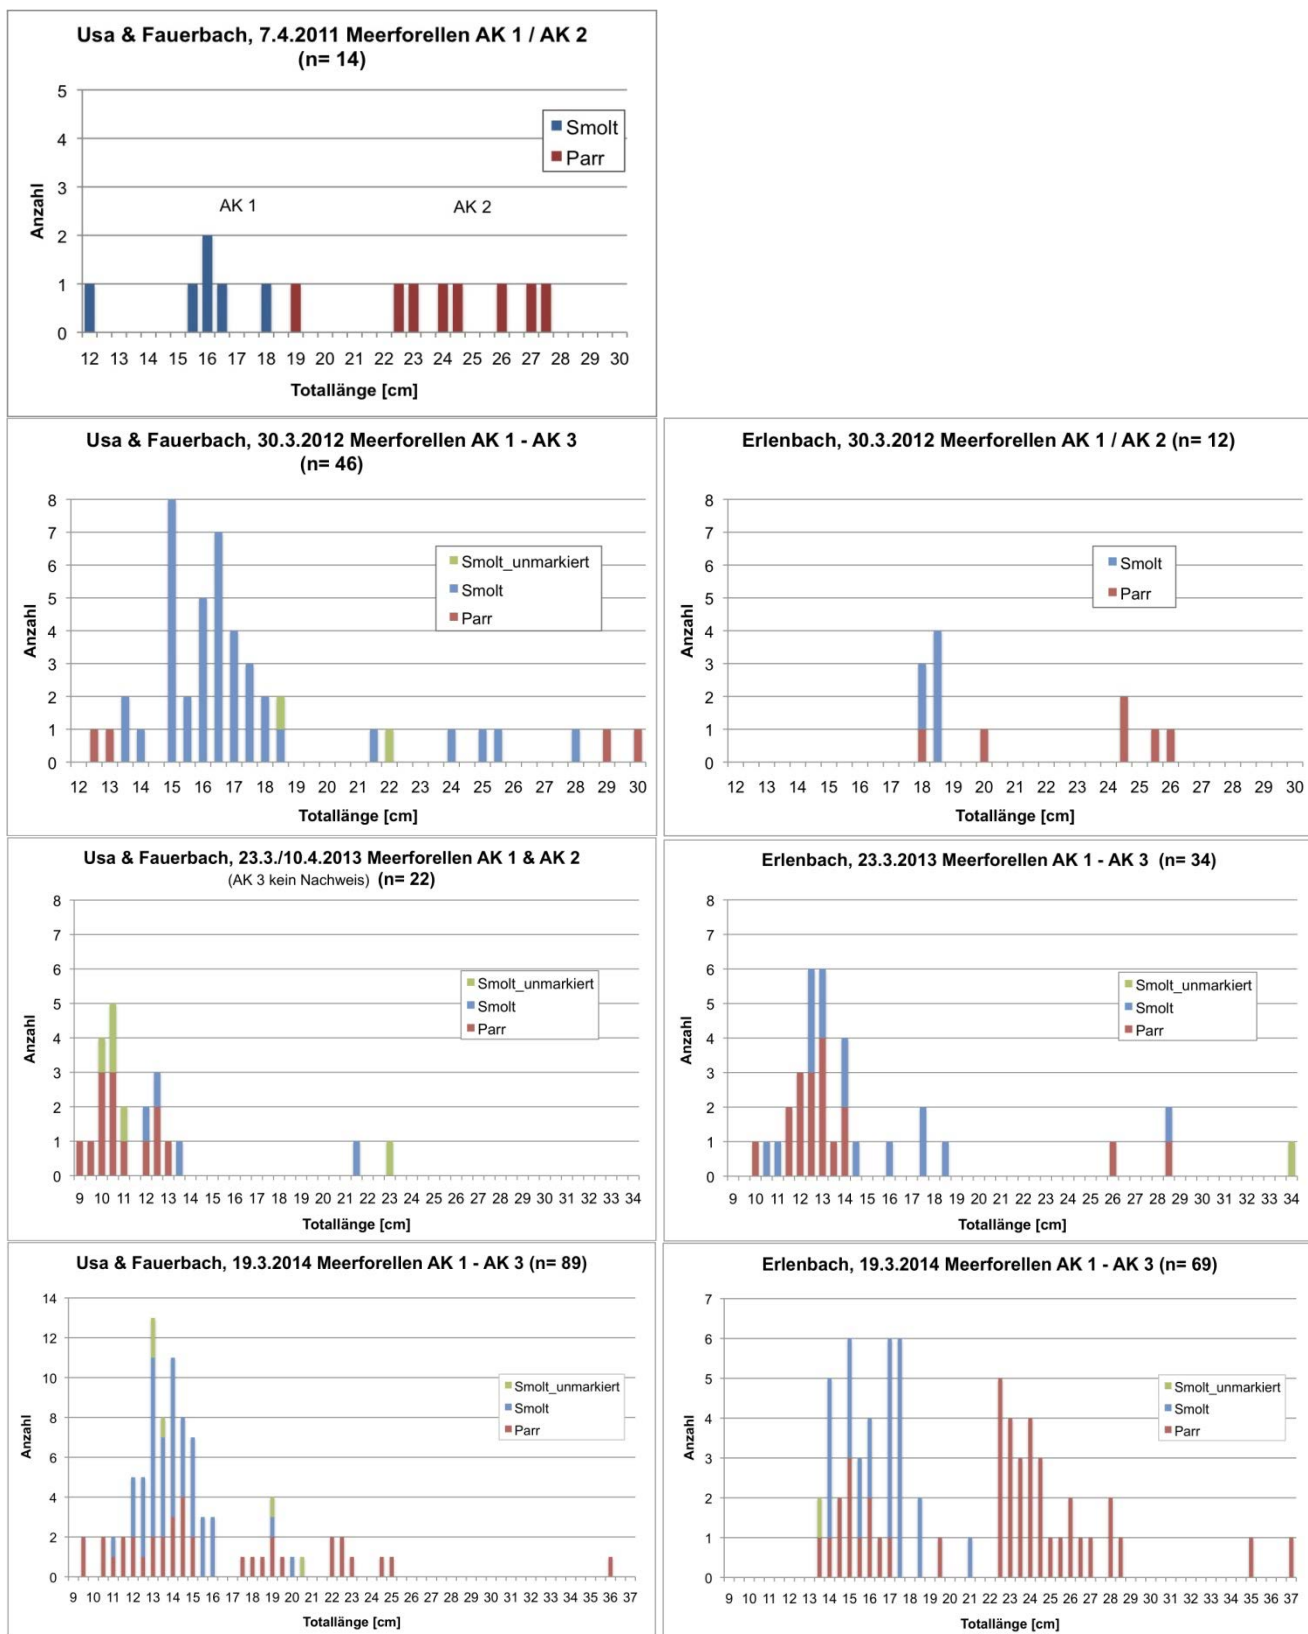 Usa & Fauerbach, 7.4.2011 Meerforellen AK 1 / AK 2
(n= 14)
5
4
3
2
1
0
Anzahl
Smolt
Parr
AK 1 AK 2
12 13 14 15 16 17 18 19 20 21 22 23 24 25 26 27 28 29 30
Totallänge [cm]
Usa & Fauerbach, 30.3.2012 Meerforellen AK 1 - AK 3
(n= 46)
8
7
6
5
4
3
2
1
0
Anzahl
Smolt_unmarkiert
Smolt
Parr
12 13 14 15 16 17 18 19 20 21 22 23 24 25 26 27 28 29 30
Totallänge [cm]
Erlenbach, 30.3.2012 Meerforellen AK 1 / AK 2 (n= 12)
8
7
6
5
4
3
2
1
0
Anzahl
Smolt
Parr
12 13 14 15 16 17 18 19 20 21 22 23 24 25 26 27 28 29 30
Totallänge [cm]
Usa & Fauerbach, 23.3./10.4.2013 Meerforellen AK 1 & AK 2
(AK 3 kein Nachweis) (n= 22)
8
7
6
5
4
3
2
1
0
Anzahl
Smolt_unmarkiert
Smolt
Parr
9 10 11 12 13 14 15 16 17 18 19 20 21 22 23 24 25 26 27 28 29 30 31 32 33 34
Totallänge [cm]
Erlenbach, 23.3.2013 Meerforellen AK 1 - AK 3 (n= 34)
8
7
6
5
4
3
2
1
0
Anzahl
Smolt_unmarkiert
Smolt
Parr
9 10 11 12 13 14 15 16 17 18 19 20 21 22 23 24 25 26 27 28 29 30 31 32 33 34
Totallänge [cm]
Usa & Fauerbach, 19.3.2014 Meerforellen AK 1 - AK 3 (n= 89)
14
12
10
8
6
4
2
0
Anzahl
Smolt_unmarkiert
Smolt
Parr
9 10 11 12 13 14 15 16 17 18 19 20 21 22 23 24 25 26 27 28 29 30 31 32 33 34 35 36 37
Totallänge [cm]
Erlenbach, 19.3.2014 Meerforellen AK 1 - AK 3 (n= 69)
7
6
5
4
3
2
1
0
Anzahl
Smolt_unmarkiert
Smolt
Parr
9 10 11 12 13 14 15 16 17 18 19 20 21 22 23 24 25 26 27 28 29 30 31 32 33 34 35 36 37
Totallänge [cm]